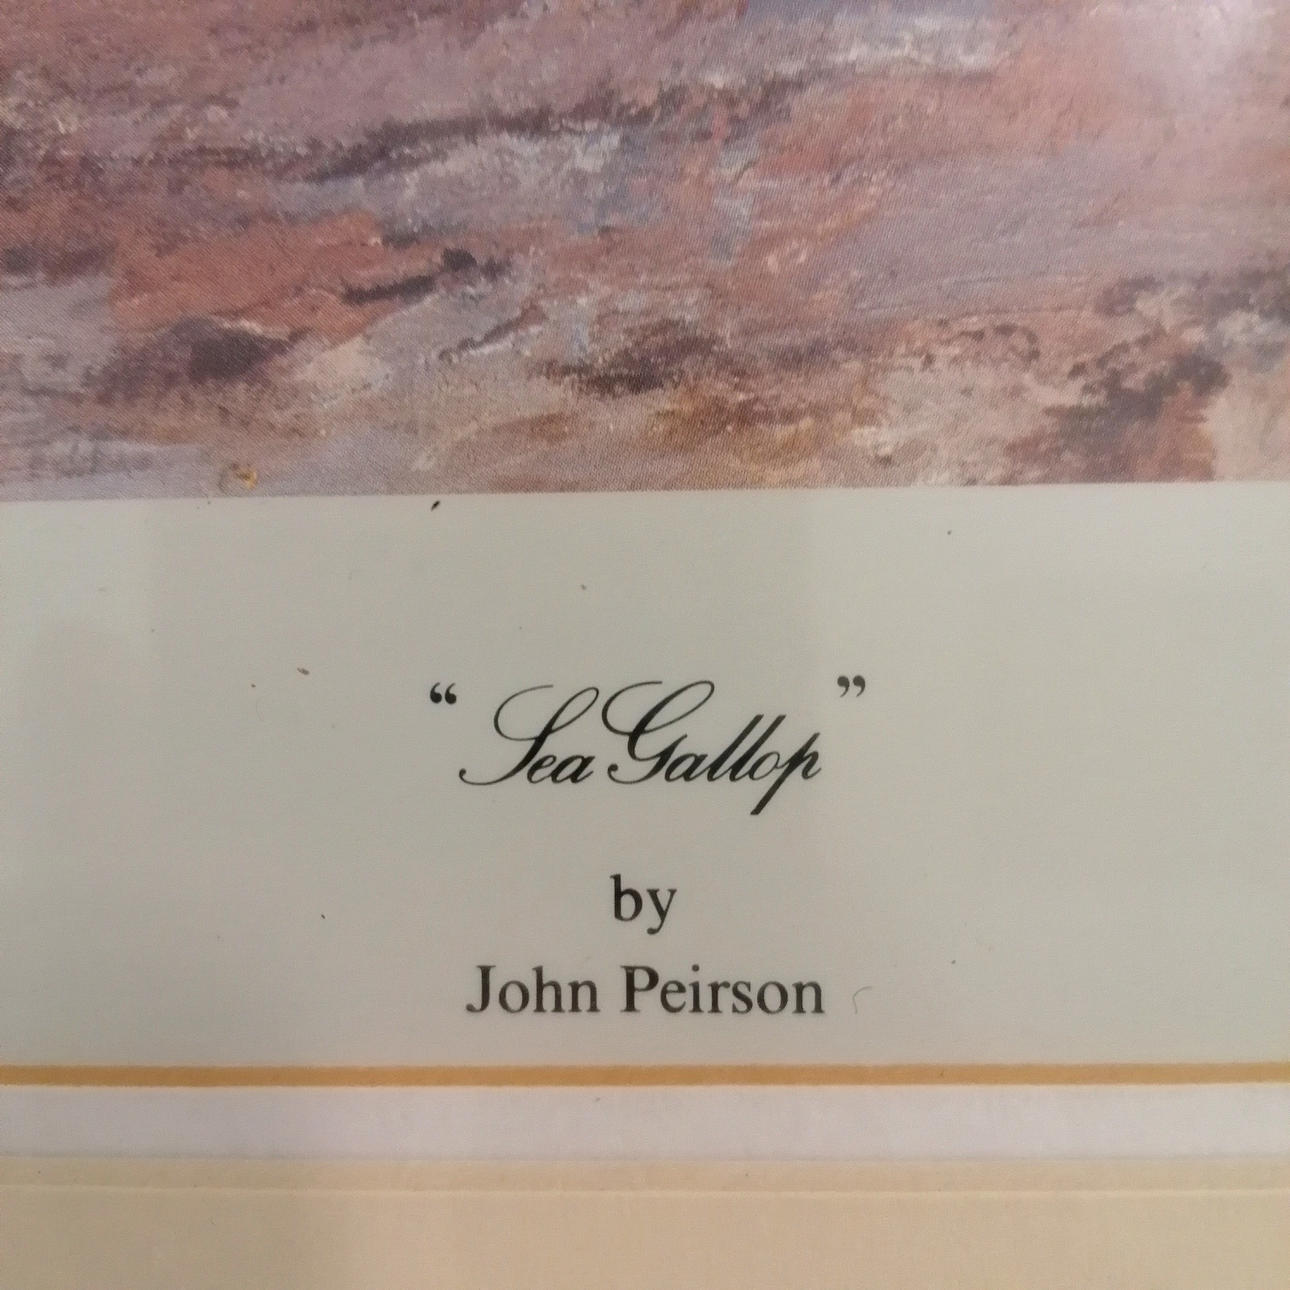 “Sea Gallop”
by
John Peirson